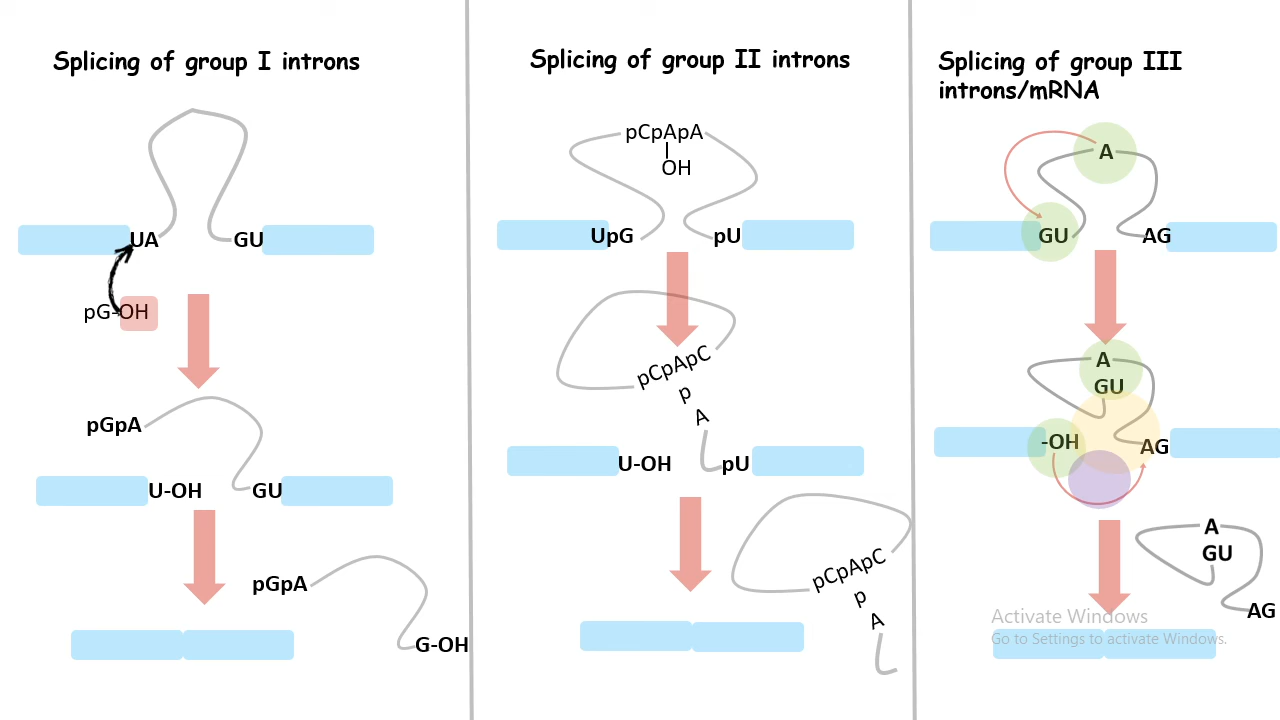 Splicing of group I introns
UA
GU
pG-OH
pGpA
U-OH
GU
pGpA
G-OH
Splicing of group II introns
pCpApA
OH
UpG
pU
pCpApC
p
A
U-OH
pU
pCpApC
p
A
Splicing of group III
introns/mRNA
A
GU
AG
A
GU
-OH
AG
A
GU
AG
Activate Windows
Go to Settings to activate Windows.